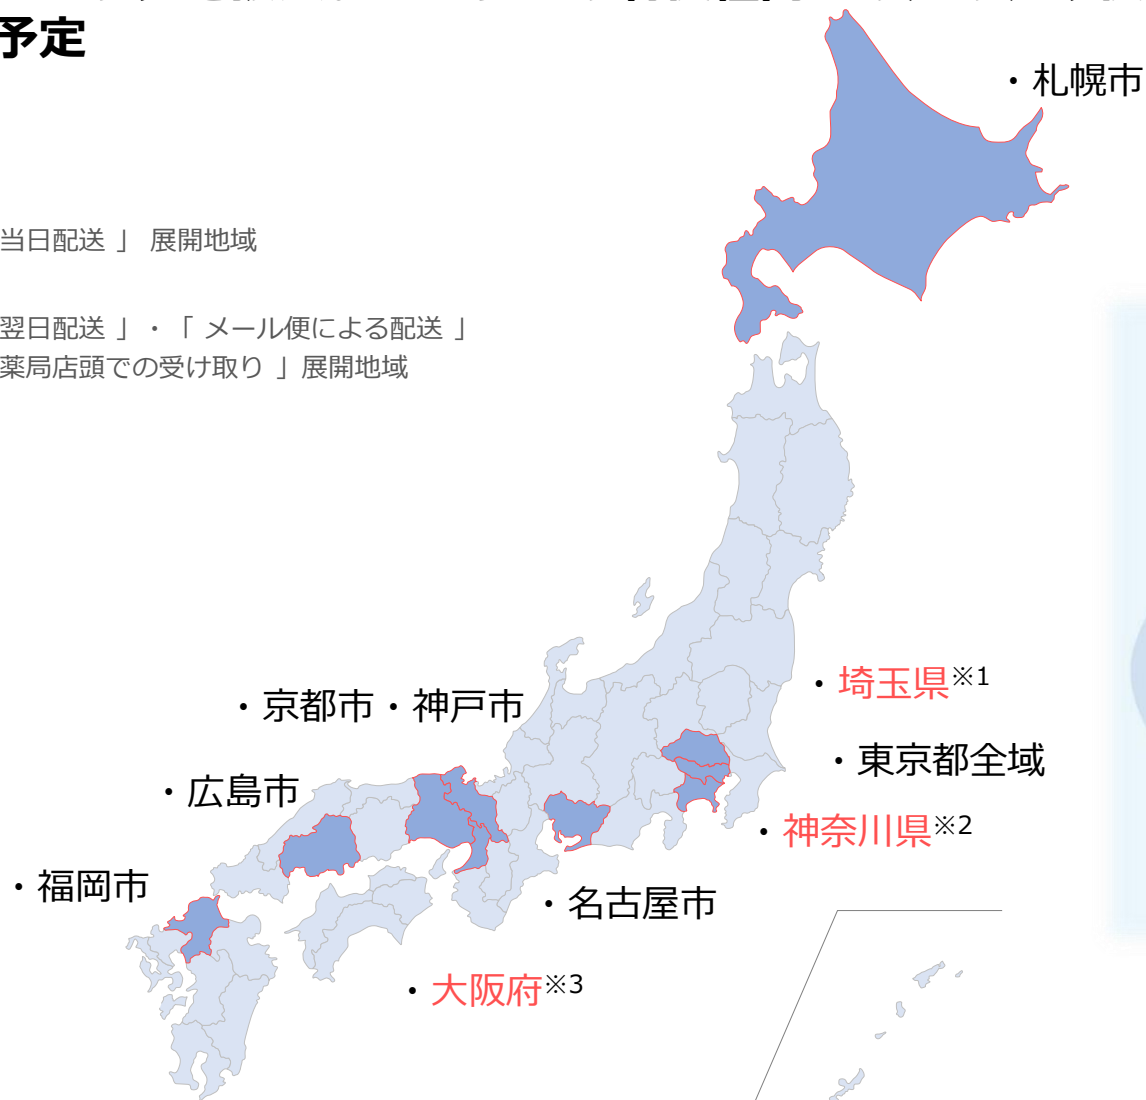 予定
・札幌市
当日配送 」 展開地域
翌日配送 」・「 メール便による配送 」
薬局店頭での受け取り 」展開地域
・埼玉県※1
・京都市・神戸市
・東京都全域
・広島市
・神奈川県※2
・福岡市
・名古屋市
・大阪府※3